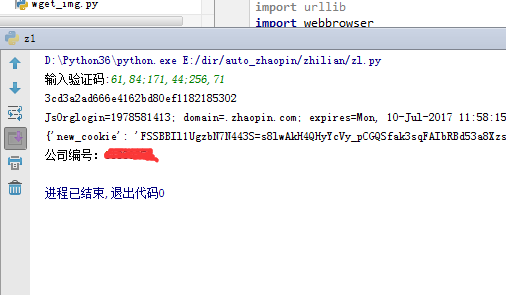 wget_img.py
import urllib
import webbrowser
zl
D:\Python36\python.exe E:/dir/auto_zhaopin/zhilian/zl.py
输入验证码:61,84;171,44;256,71
3cd3a2ad666e4162bd80ef1182185302
JsOrglogin=1978581413; domain=.zhaopin.com; expires=Mon, 10-Jul-2017 11:58:15
{'new_cookie': 'FSSBBIl1UgzbN7N443S=s8lwAkH4QHyYcVy_pCGQSfak3sqFAIbRBd53a8Xzs
公司编号:
进程已结束,退出代码0